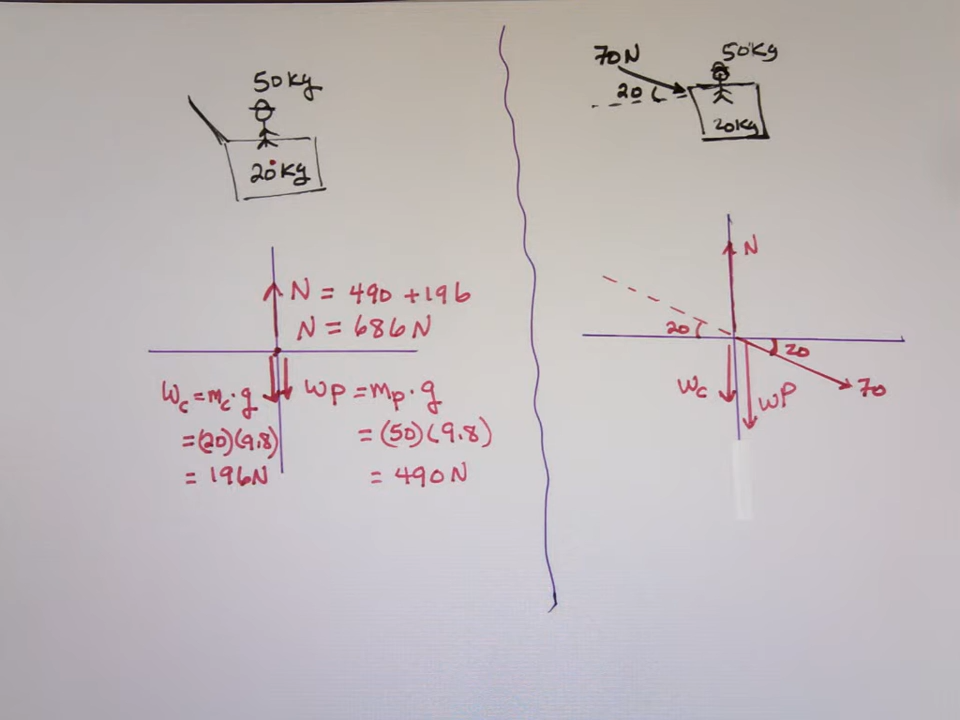 50kg
20kg
N = 490 + 196
N = 686N
Wc = mc·g
= (20)(9.8)
= 196N
WP = mp·g
= (50)(9.8)
= 490N
70N
50Kg
20
20Kg
N
20
20
70
Wc
WP